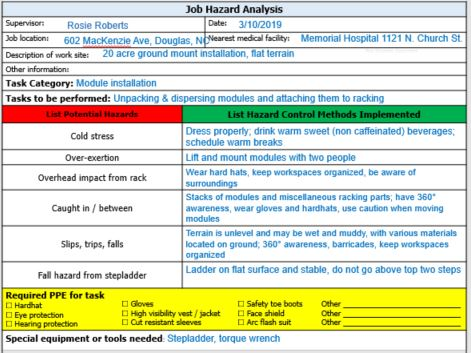 Job Hazard Analysis
Supervisor: Rosie Roberts Date: 3/10/2019
Job location: 602 MacKenzie Ave, Douglas, NC Nearest medical facility: Memorial Hospital 1121 N. Church St.
Description of work site: 20 acre ground mount installation, flat terrain
Other information:
Task Category: Module installation
Tasks to be performed: Unpacking & dispersing modules and attaching them to racking
List Potential Hazards List Hazard Control Methods Implemented
Cold stress
Dress properly; drink warm sweet (non caffeinated) beverages;
schedule warm breaks
Over-exertion Lift and mount modules with two people
Overhead impact from rack
Wear hard hats, keep workspaces organized, be aware of
surroundings
Caught in / between
Stacks of modules and miscellaneous racking parts; have 360°
awareness, wear gloves and hardhats, use caution when moving
modules
Slips, trips, falls
Terrain is unlevel and may be wet and muddy, with various materials
located on ground; 360° awareness, barricades, keep workspaces
organized
Fall hazard from stepladder
Ladder on flat surface and stable, do not go above top two steps
Required PPE for task
☐ Hardhat ☐ Gloves ☐ Safety toe boots Other
☐ Eye protection ☐ High visibility vest / jacket ☐ Face shield Other
☐ Hearing protection ☐ Cut resistant sleeves ☐ Arc flash suit Other
Special equipment or tools needed: Stepladder, torque wrench